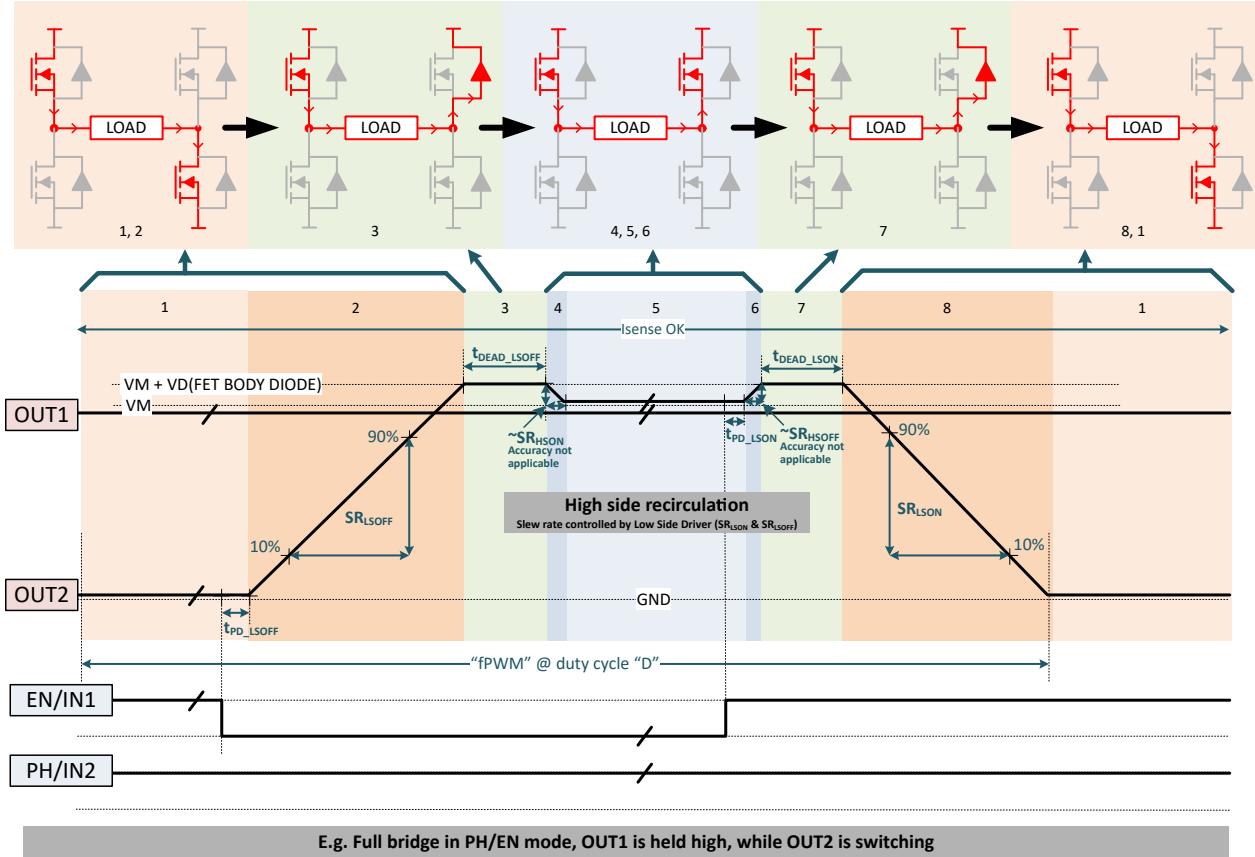 LOAD
LOAD
LOAD
LOAD
LOAD
1, 2
3
4, 5, 6
7
8, 1
1
2
3
4
5
6
7
8
1
Isense OK
tDEAD_LSOFF
tDEAD_LSON
VM + VD(FET BODY DIODE)
VM
OUT1
~SRHSON
Accuracy not
applicable
tPD_LSON
~SRHSOFF
Accuracy not
applicable
90%
90%
High side recirculation
Slew rate controlled by Low Side Driver (SRLSON & SRLSOFF)
SRLSOFF
SRLSON
10%
10%
OUT2
GND
tPD_LSOFF
“fPWM” @ duty cycle “D”
EN/IN1
PH/IN2
E.g. Full bridge in PH/EN mode, OUT1 is held high, while OUT2 is switching